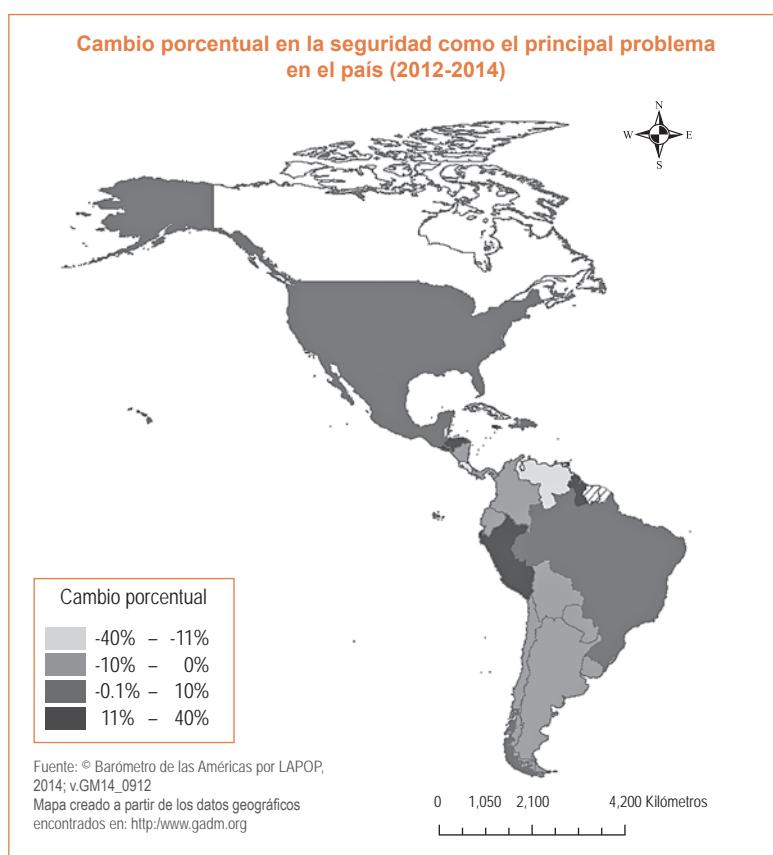 Cambio porcentual en la seguridad como el principal problema
en el país (2012-2014)
N
W E
S
Cambio porcentual
-40% – -11%
-10% – 0%
-0.1% – 10%
11% – 40%
Fuente: © Barómetro de las Américas por LAPOP,
2014; v.GM14_0912
Mapa creado a partir de los datos geográficos
encontrados en: http:/www.gadm.org
0 1,050 2,100 4,200 Kilómetros